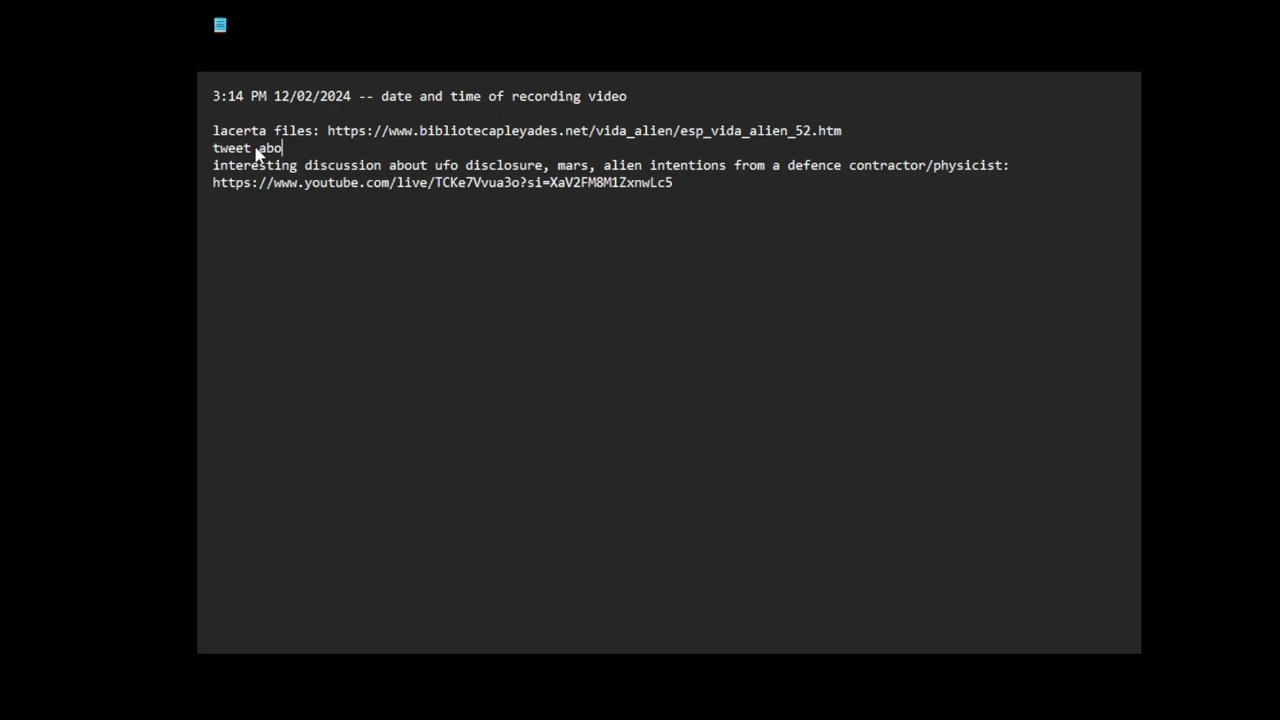 3:14 PM 12/02/2024 -- date and time of recording video
lacerta files: https://www.bibliotecapleyades.net/vida_alien/esp_vida_alien_52.htm
tweet abo
interesting discussion about ufo disclosure, mars, alien intentions from a defence contractor/physicist:
https://www.youtube.com/live/TCKe7Vvua3o?si=XaV2FM8M1ZxnwLc5